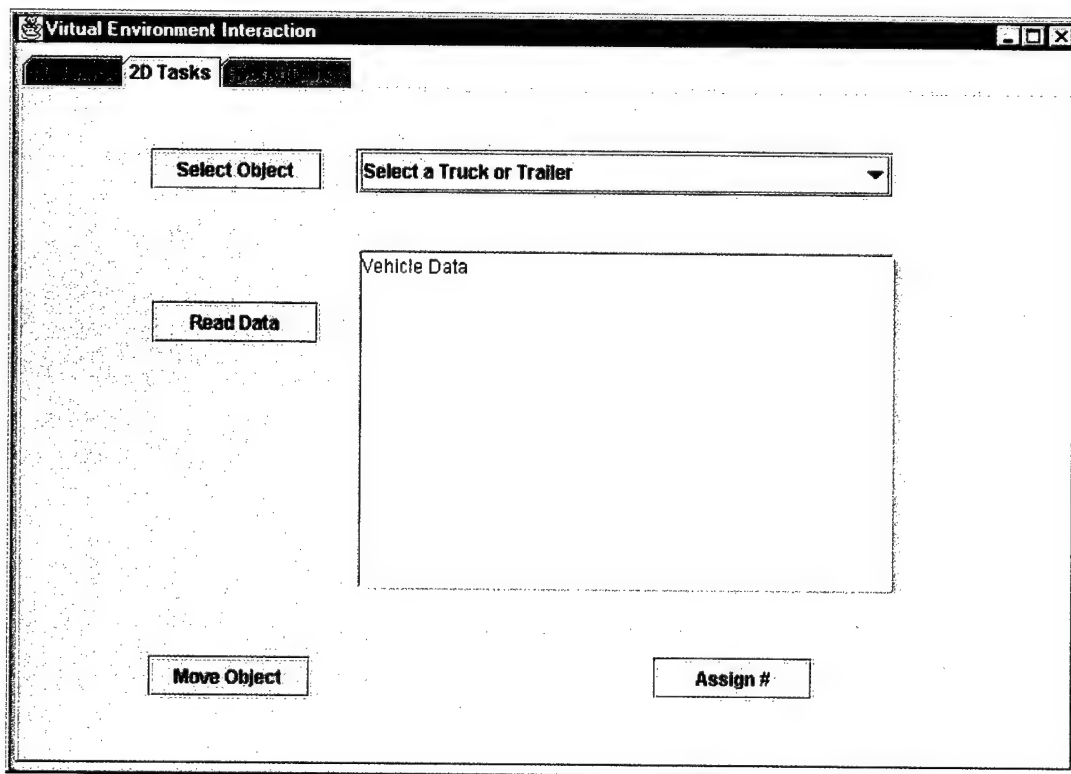 Virtual Environment Interaction
2D Tasks
Select Object
Select a Truck or Trailer
Vehicle Data
Read Data
Move Object
Assign #